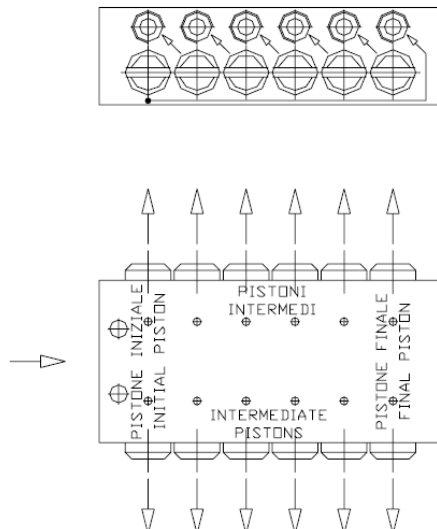 PISTONE INIZIALE
INITIAL PISTON
PISTONI
INTERMEDI
PISTONE FINALE
FINAL PISTON
INTERMEDIATE
PISTONS